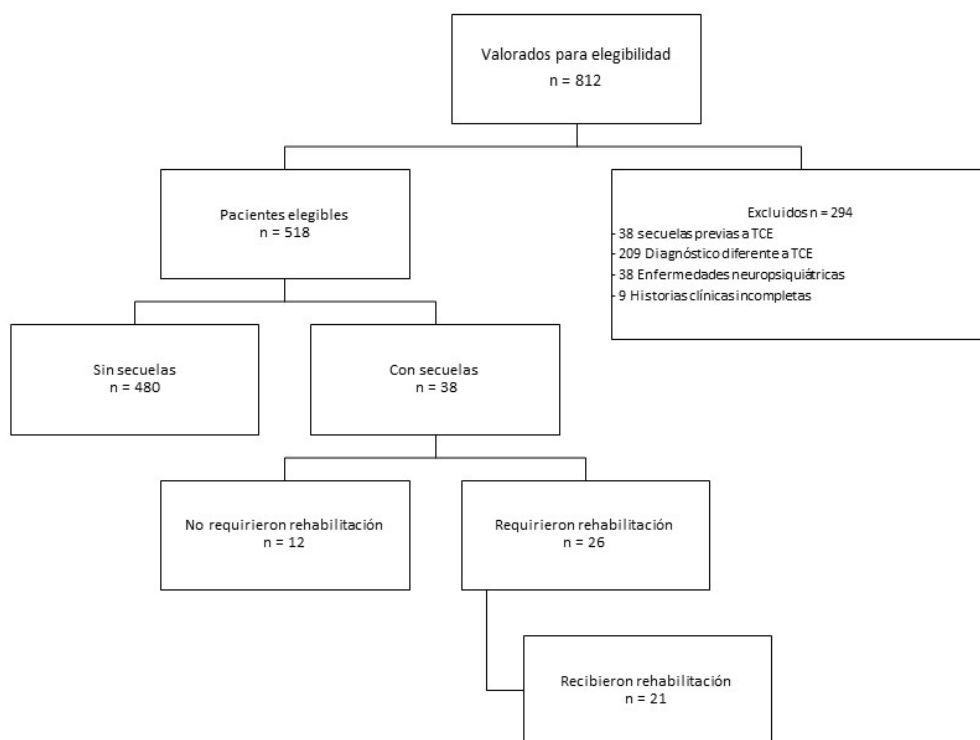 Valorados para elegibilidad
n = 812
Pacientes elegibles
n = 518
Excluidos n = 294
- 38 secuelas previas a TCE
- 209 Diagnóstico diferente a TCE
- 38 Enfermedades neuropsiquiátricas
- 9 Historias clínicas incompletas
Sin secuelas
n = 480
Con secuelas
n = 38
No requirieron rehabilitación
n = 12
Requirieron rehabilitación
n = 26
Recibieron rehabilitación
n = 21